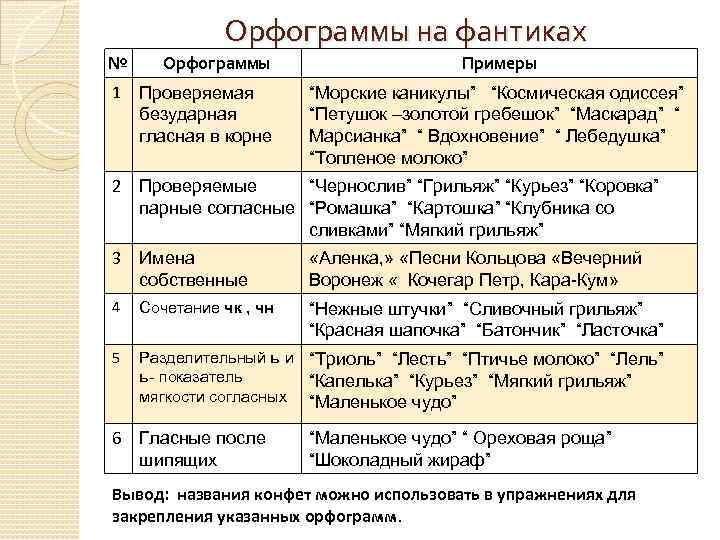 Орфограммы на фантиках
№ Орфограммы Примеры
1 Проверяемая безударная гласная в корне
“Морские каникулы” “Космическая одиссея”
“Петушок –золотой гребешок” “Маскарад” “
Марсианка” “ Вдохновение” “ Лебедушка”
“Топленое молоко”
2 Проверяемые парные согласные
“Чернослив” “Грильяж” “Курьез” “Коровка”
“Ромашка” “Картошка” “Клубника со
сливками” “Мягкий грильяж”
3 Имена собственные
«Аленка, » «Песни Кольцова «Вечерний
Воронеж « Кочегар Петр, Кара-Кум»
4 Сочетание чк , чн
“Нежные штучки” “Сливочный грильяж”
“Красная шапочка” “Батончик” “Ласточка”
5 Разделительный ь и ь- показатель мягкости согласных
“Триоль” “Лесть” “Птичье молоко” “Лель”
“Капелька” “Курьез” “Мягкий грильяж”
“Маленькое чудо”
6 Гласные после шипящих
“Маленькое чудо” “ Ореховая роща”
“Шоколадный жираф”
Вывод: названия конфет можно использовать в упражнениях для
закрепления указанных орфограмм.